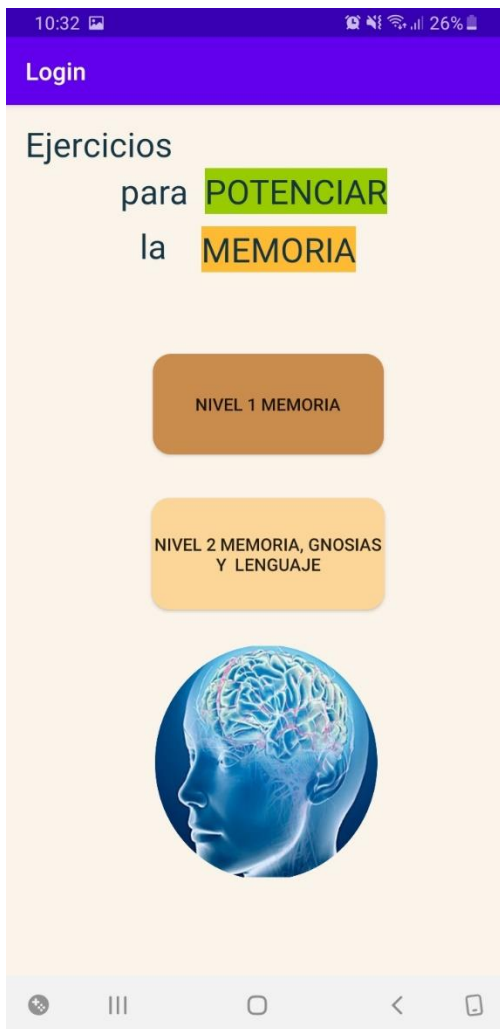 10:32 26%
Login
Ejercicios
para POTENCIAR
la MEMORIA
NIVEL 1 MEMORIA
NIVEL 2 MEMORIA, GNOSIAS
Y LENGUAJE